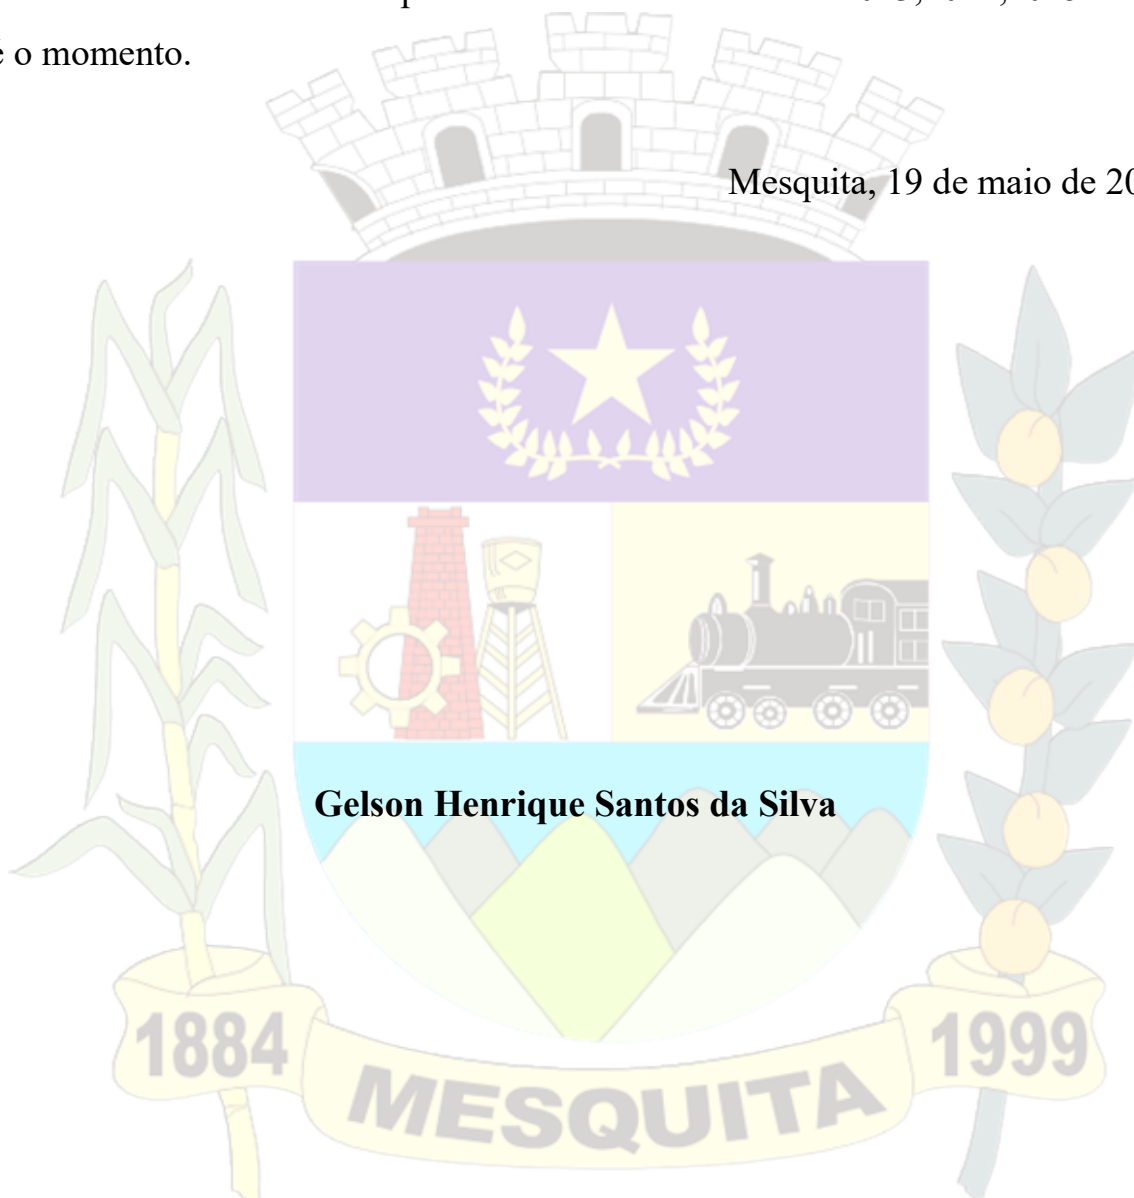 é o momento.
Mesquita, 19 de maio de 20
Gelson Henrique Santos da Silva
1884
1999
MESQUITA